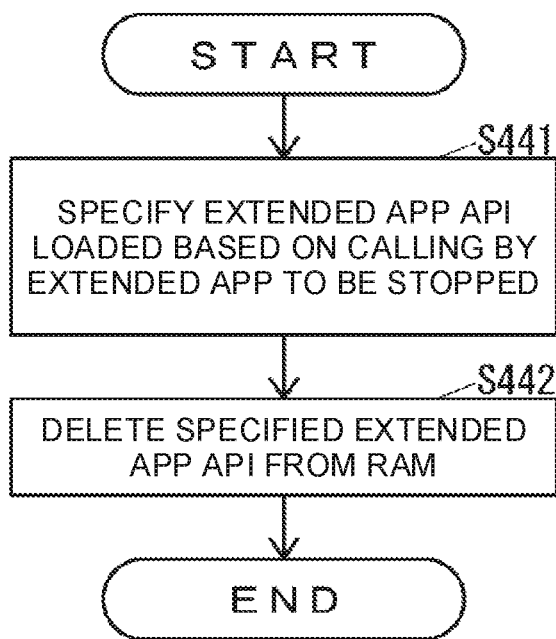 START
S441
SPECIFY EXTENDED APP API
LOADED BASED ON CALLING BY
EXTENDED APP TO BE STOPPED
S442
DELETE SPECIFIED EXTENDED
APP API FROM RAM
END